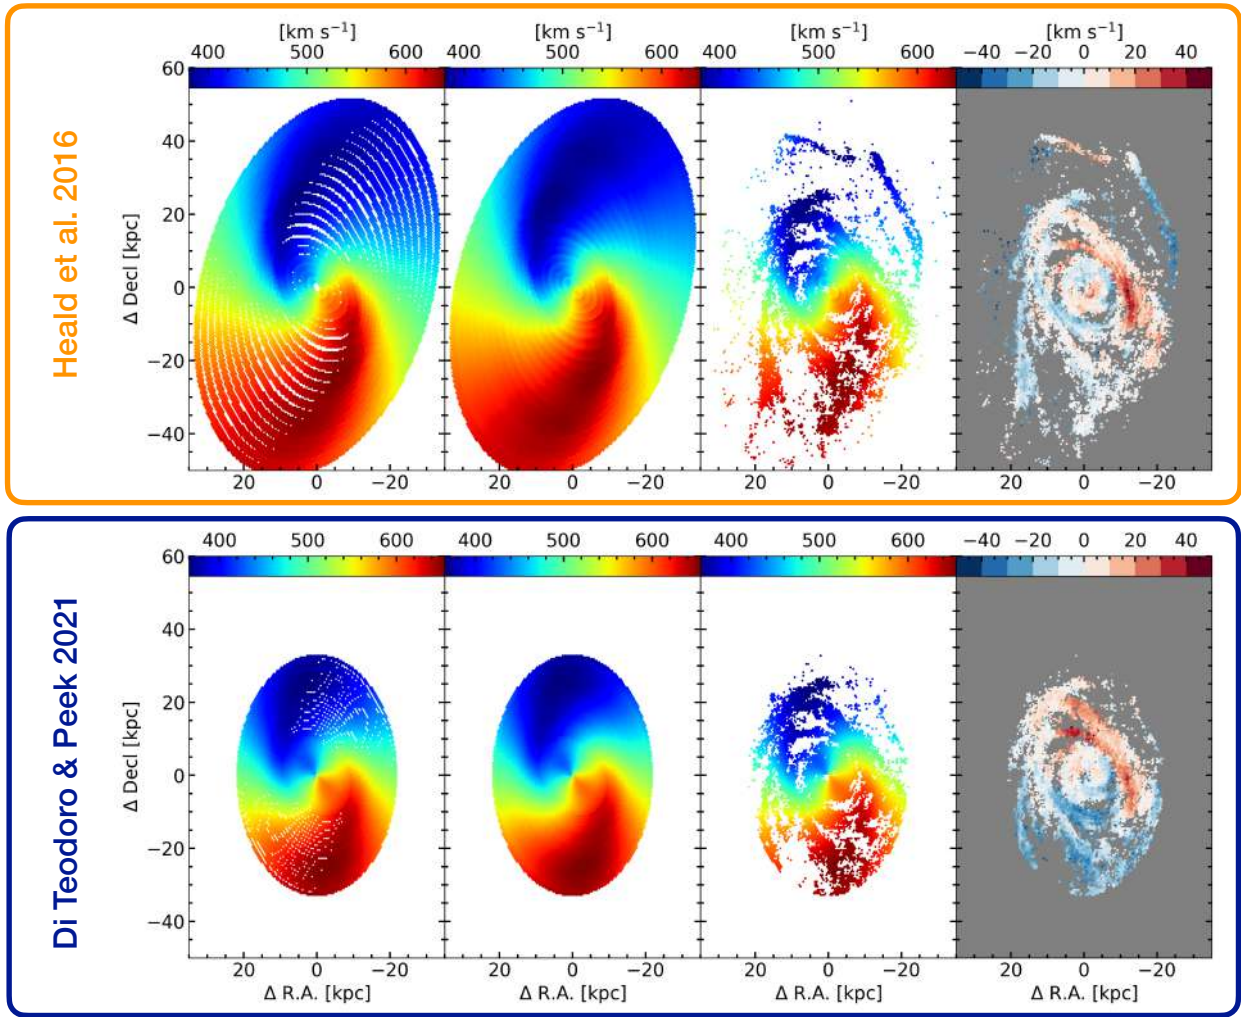 Heald et al. 2016
[km s⁻¹] [km s⁻¹] [km s⁻¹] [km s⁻¹]
400 500 600 400 500 600 400 500 600 −40 −20 0 20 40
60
40
20
0
−20
−40
Δ Decl [kpc]
20 0 −20 20 0 −20 20 0 −20 20 0 −20
Di Teodoro & Peek 2021
400 500 600 400 500 600 400 500 600 −40 −20 0 20 40
60
40
20
0
−20
−40
Δ Decl [kpc]
20 0 −20 20 0 −20 20 0 −20 20 0 −20
Δ R.A. [kpc] Δ R.A. [kpc] Δ R.A. [kpc] Δ R.A. [kpc]